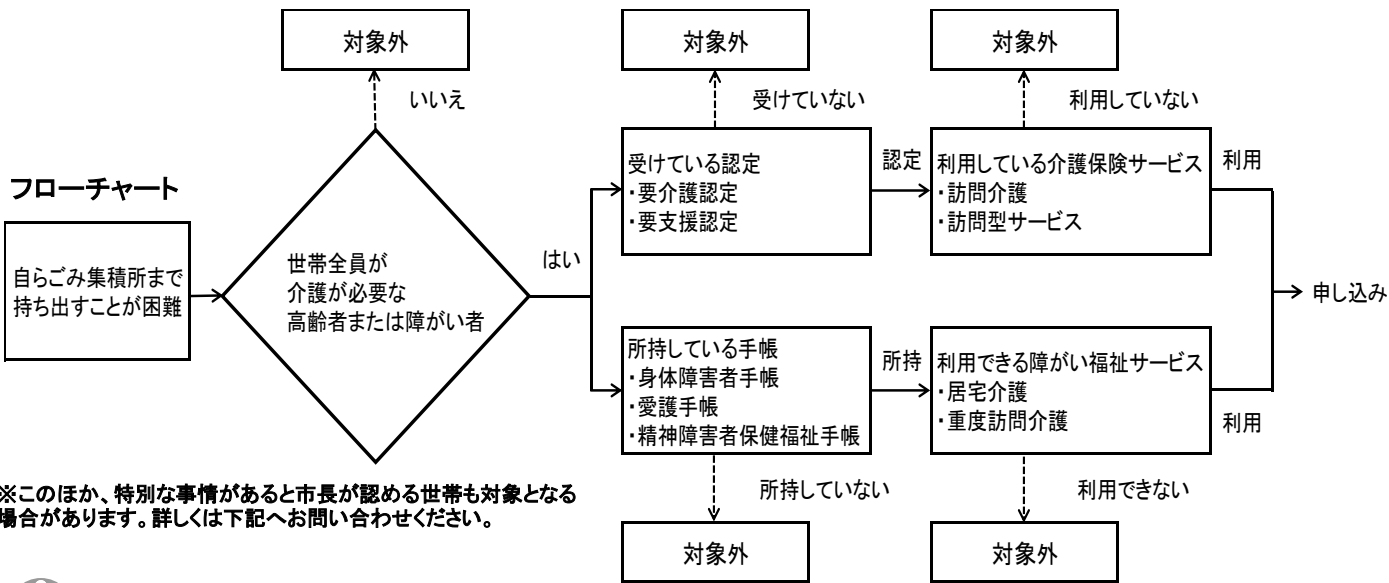 フローチャート
自らごみ集積所まで
持ち出すことが困難
対象外
いいえ
世帯全員が
介護が必要な
高齢者または障がい者
はい
対象外
受けていない
受けている認定
・要介護認定
・要支援認定
認定
対象外
利用していない
利用している介護保険サービス
・訪問介護
・訪問型サービス
利用
所持している手帳
・身体障害者手帳
・愛護手帳
・精神障害者保健福祉手帳
所持
所持していない
対象外
利用できる障がい福祉サービス
・居宅介護
・重度訪問介護
利用
利用できない
対象外
申し込み
※このほか、特別な事情があると市長が認める世帯も対象となる
場合があります。詳しくは下記へお問い合わせください。